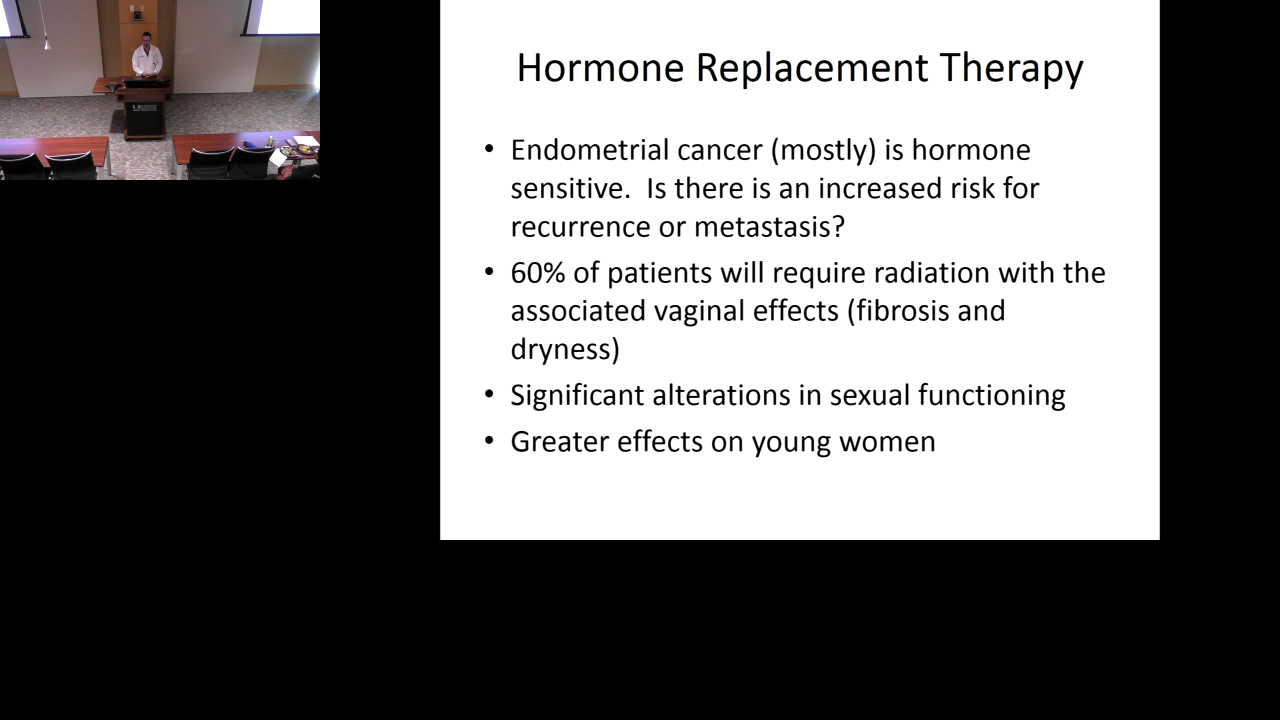 Hormone Replacement Therapy
• Endometrial cancer (mostly) is hormone
sensitive.  Is there is an increased risk for
recurrence or metastasis?
• 60% of patients will require radiation with the
associated vaginal effects (fibrosis and
dryness)
• Significant alterations in sexual functioning
• Greater effects on young women